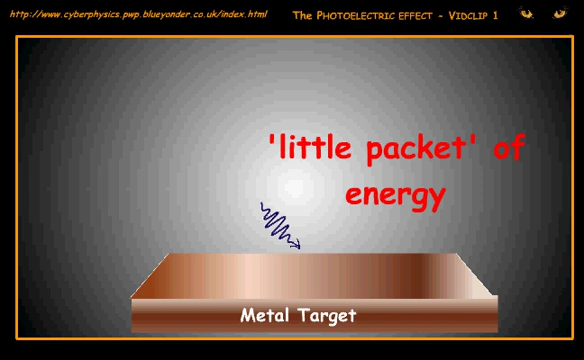 http://www.cyberphysics.pwp.blueyonder.co.uk/index.html The PHOTOELECTRIC EFFECT - VIDCLIP 1
'little packet' of
energy
Metal Target